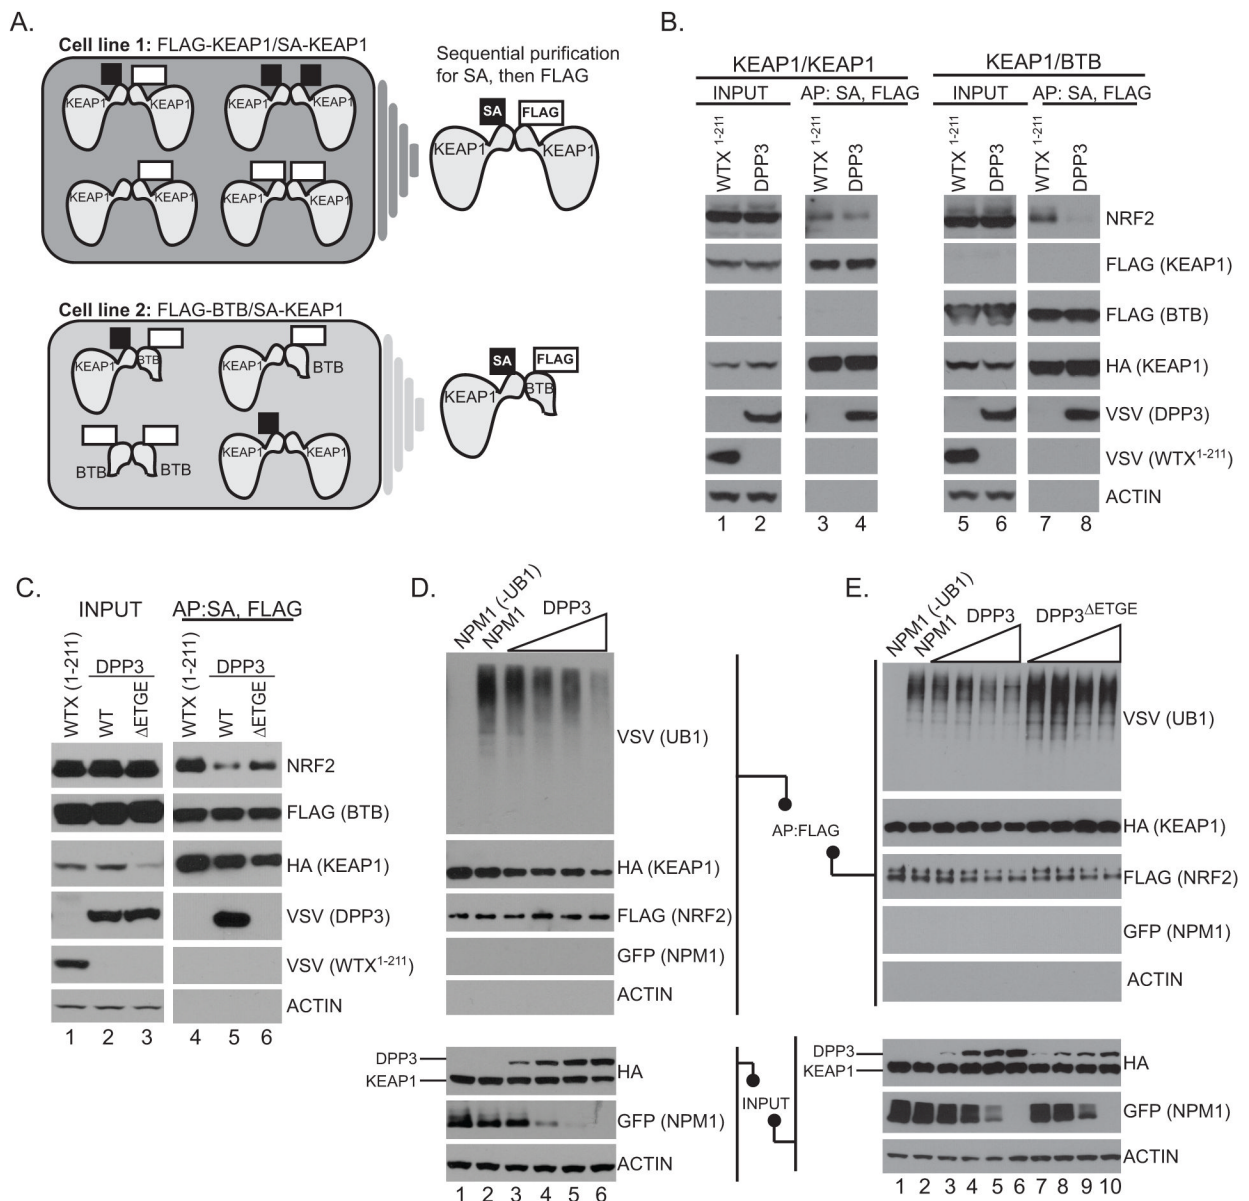 A.
Cell line 1: FLAG-KEAP1/SA-KEAP1
KEAP1 KEAP1 KEAP1 KEAP1
KEAP1 KEAP1 KEAP1 KEAP1
Sequential purification
for SA, then FLAG
SA FLAG
KEAP1 KEAP1
Cell line 2: FLAG-BTB/SA-KEAP1
KEAP1 BTB KEAP1 BTB
BTB BTB KEAP1 KEAP1
SA FLAG
KEAP1 BTB
B.
KEAP1/KEAP1 KEAP1/BTB
INPUT AP: SA, FLAG INPUT AP: SA, FLAG
WTX 1-211 DPP3 WTX 1-211 DPP3 WTX 1-211 DPP3 WTX 1-211 DPP3
NRF2
FLAG (KEAP1)
FLAG (BTB)
HA (KEAP1)
VSV (DPP3)
VSV (WTX1-211)
ACTIN
1 2 3 4 5 6 7 8
C.
INPUT AP:SA, FLAG
DPP3 DPP3
WTX (1-211) WT ΔETGE WTX (1-211) WT ΔETGE
NRF2
FLAG (BTB)
HA (KEAP1)
VSV (DPP3)
VSV (WTX1-211)
ACTIN
1 2 3 4 5 6
D.
NPM1 (-UB1) NPM1 DPP3
VSV (UB1)
HA (KEAP1)
FLAG (NRF2)
GFP (NPM1)
ACTIN
DPP3
KEAP1
HA
GFP (NPM1)
ACTIN
1 2 3 4 5 6
AP:FLAG
INPUT
E.
NPM1 (-UB1) NPM1 DPP3 DPP3ΔETGE
VSV (UB1)
HA (KEAP1)
FLAG (NRF2)
GFP (NPM1)
ACTIN
DPP3
KEAP1
HA
GFP (NPM1)
ACTIN
1 2 3 4 5 6 7 8 9 10